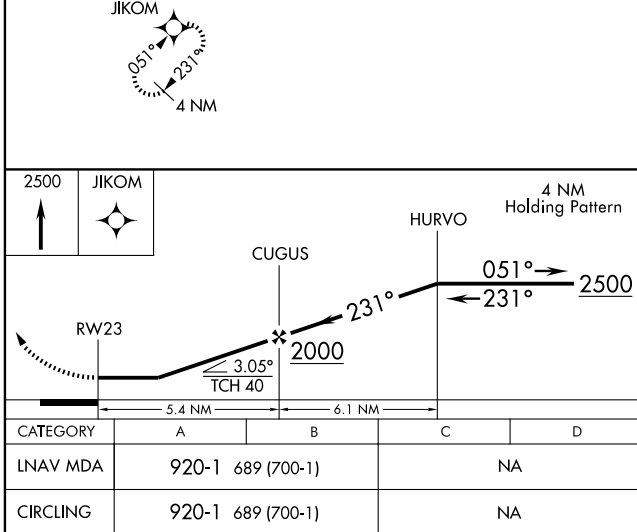 JIKOM
051°
231°
4 NM
2500
JIKOM
4 NM
Holding Pattern
HURVO
CUGUS
051°
2500
231°
231°
RW23
2000
3.05°
TCH 40
5.4 NM
6.1 NM
CATEGORY A B C D
LNAV MDA 920-1 689 (700-1) NA
CIRCLING 920-1 689 (700-1) NA